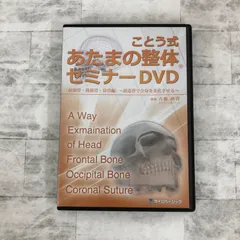 ことう式
あたまの整体
セミナーDVD
A Way
Exmaination
of Head
Frontal Bone
Occipital Bone
Coronal Suture